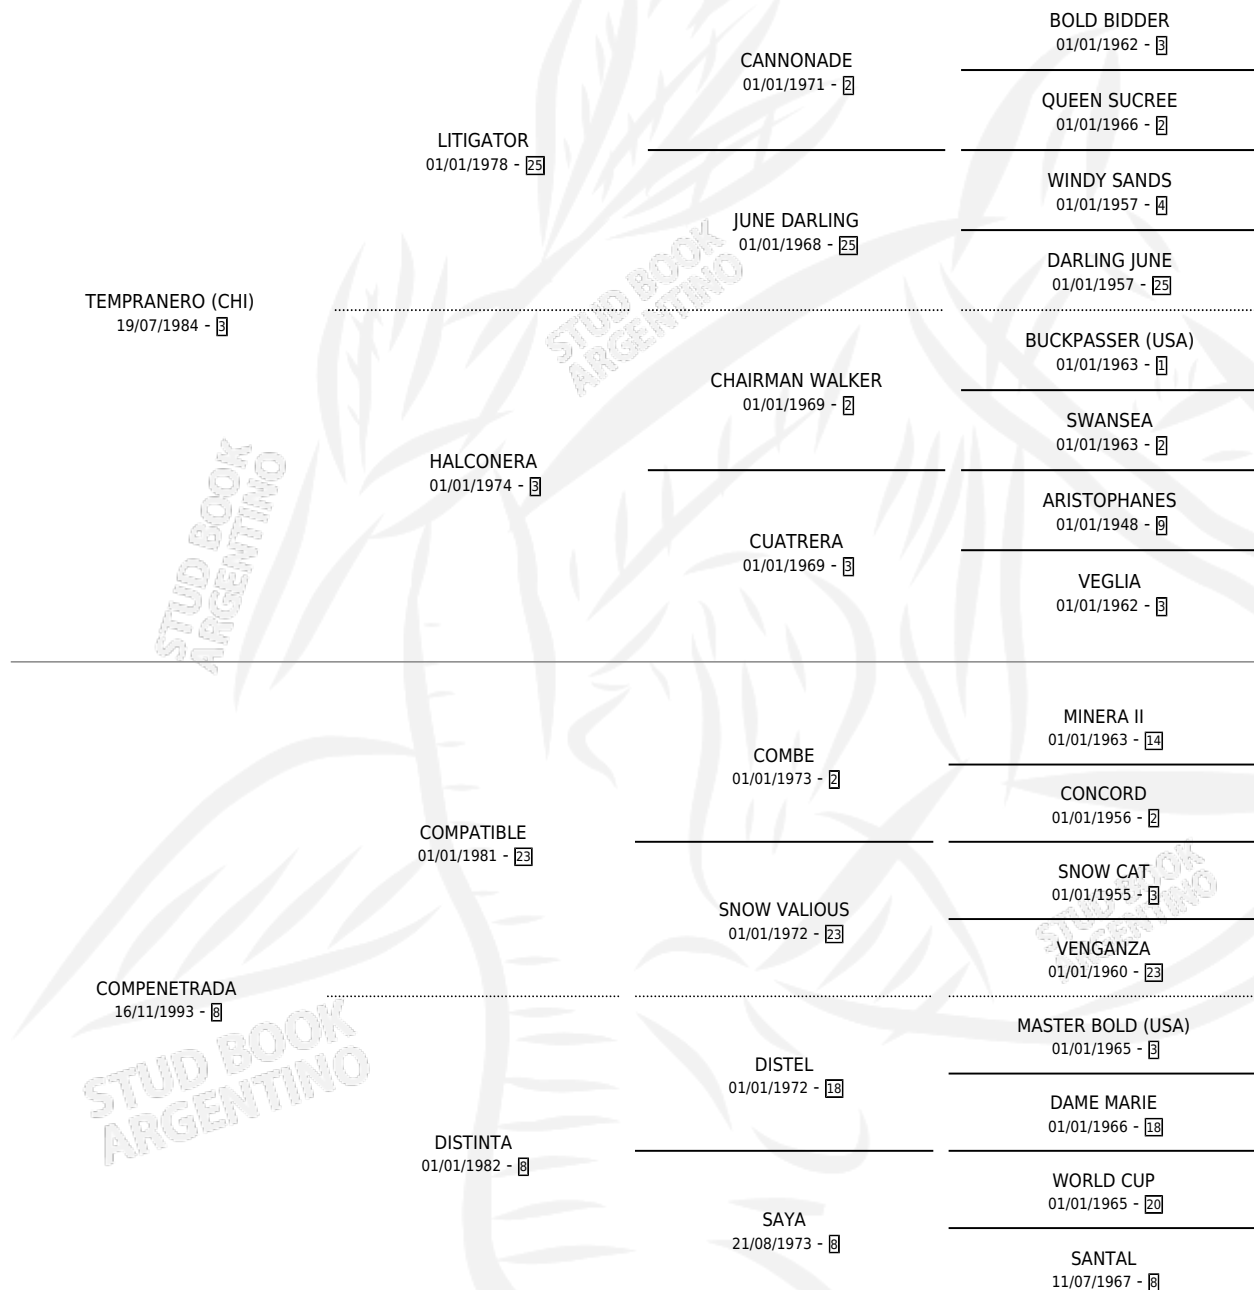 BOLD BIDDER
01/01/1962 - 3
CANNONADE
01/01/1971 - 2
QUEEN SUCREE
01/01/1966 - 2
LITIGATOR
01/01/1978 - 25
WINDY SANDS
01/01/1957 - 4
JUNE DARLING
01/01/1968 - 25
DARLING JUNE
01/01/1957 - 25
TEMPRANERO (CHI)
19/07/1984 - 3
STUD BOOK
ARGENTINO
BUCKPASSER (USA)
01/01/1963 - 1
CHAIRMAN WALKER
01/01/1969 - 2
SWANSEA
01/01/1963 - 2
HALCONERA
01/01/1974 - 3
ARISTOPHANES
01/01/1948 - 9
CUATRERA
01/01/1969 - 3
VEGLIA
01/01/1962 - 3
STUD BOOK
ARGENTINO
MINERA II
01/01/1963 - 14
COMBE
01/01/1973 - 2
CONCORD
01/01/1956 - 2
COMPATIBLE
01/01/1981 - 23
SNOW CAT
01/01/1955 - 3
SNOW VALIOUS
01/01/1972 - 23
STUD BOOK
ARGENTINO
VENGANZA
01/01/1960 - 23
COMPENETRADA
16/11/1993 - 8
STUD BOOK
ARGENTINO
MASTER BOLD (USA)
01/01/1965 - 3
DISTEL
01/01/1972 - 18
DAME MARIE
01/01/1966 - 18
DISTINTA
01/01/1982 - 8
WORLD CUP
01/01/1965 - 20
SAYA
21/08/1973 - 8
SANTAL
11/07/1967 - 8